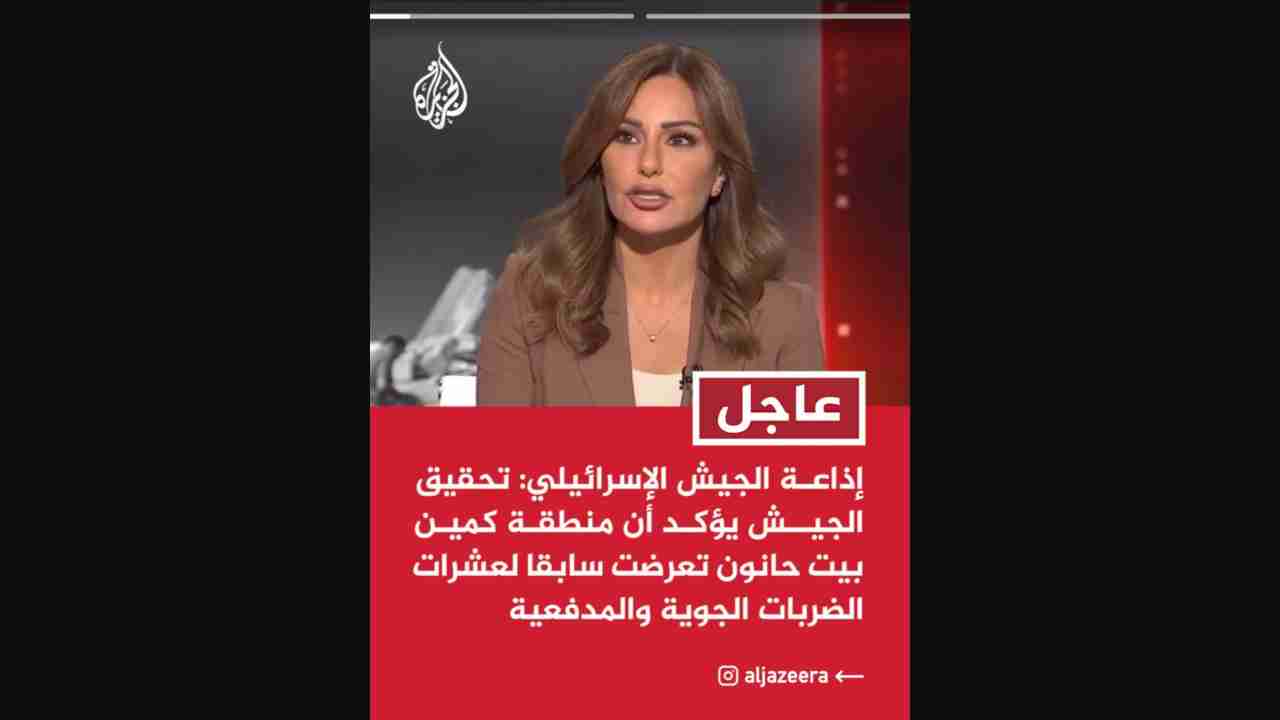 الجزيرة
عاجل
إذاعة الجيش الإسرائيلي: تحقيق
الجيش يؤكد أن منطقة كمين
بيت حانون تعرضت سابقا لعشرات
الضربات الجوية والمدفعية
aljazeera